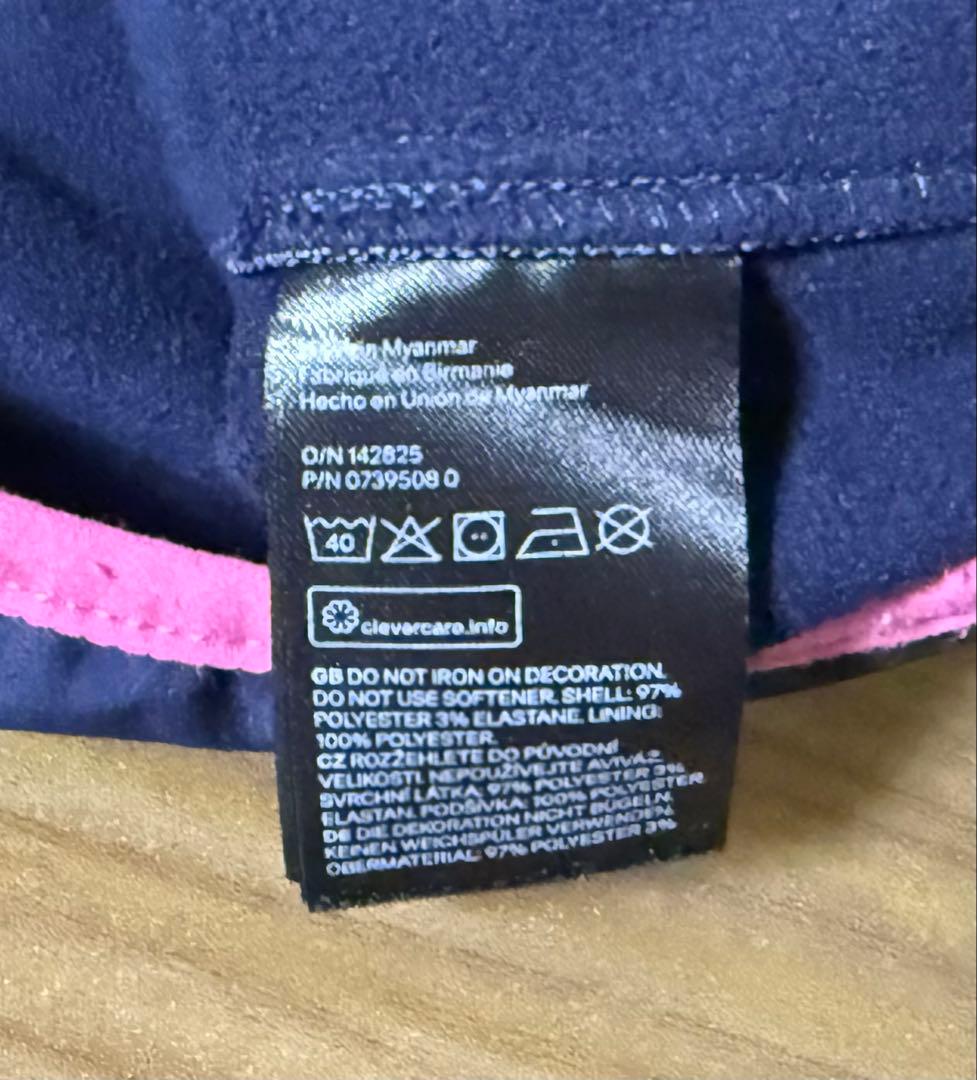 in Myanmar
Fabriqué en Birmanie
Hecho en Unión de Myanmar
O/N 142825
P/N 0739508 0
40
clevercare.info
GB DO NOT IRON ON DECORATION.
DO NOT USE SOFTENER. SHELL: 97%
POLYESTER 3% ELASTANE. LINING:
100% POLYESTER.
CZ ROZŽEHLETE DO PŮVODNÍ
VELIKOSTI. NEPOUŽÍVEJTE AVIVÁŽ.
SVRCHNÍ LÁTKA: 97% POLYESTER 3%
ELASTAN. PODŠÍVKA: 100% POLYESTER
DE DIE DEKORATION NICHT BÜGELN.
KEINEN WEICHSPÜLER VERWENDEN.
OBERMATERIAL: 97% POLYESTER 3%